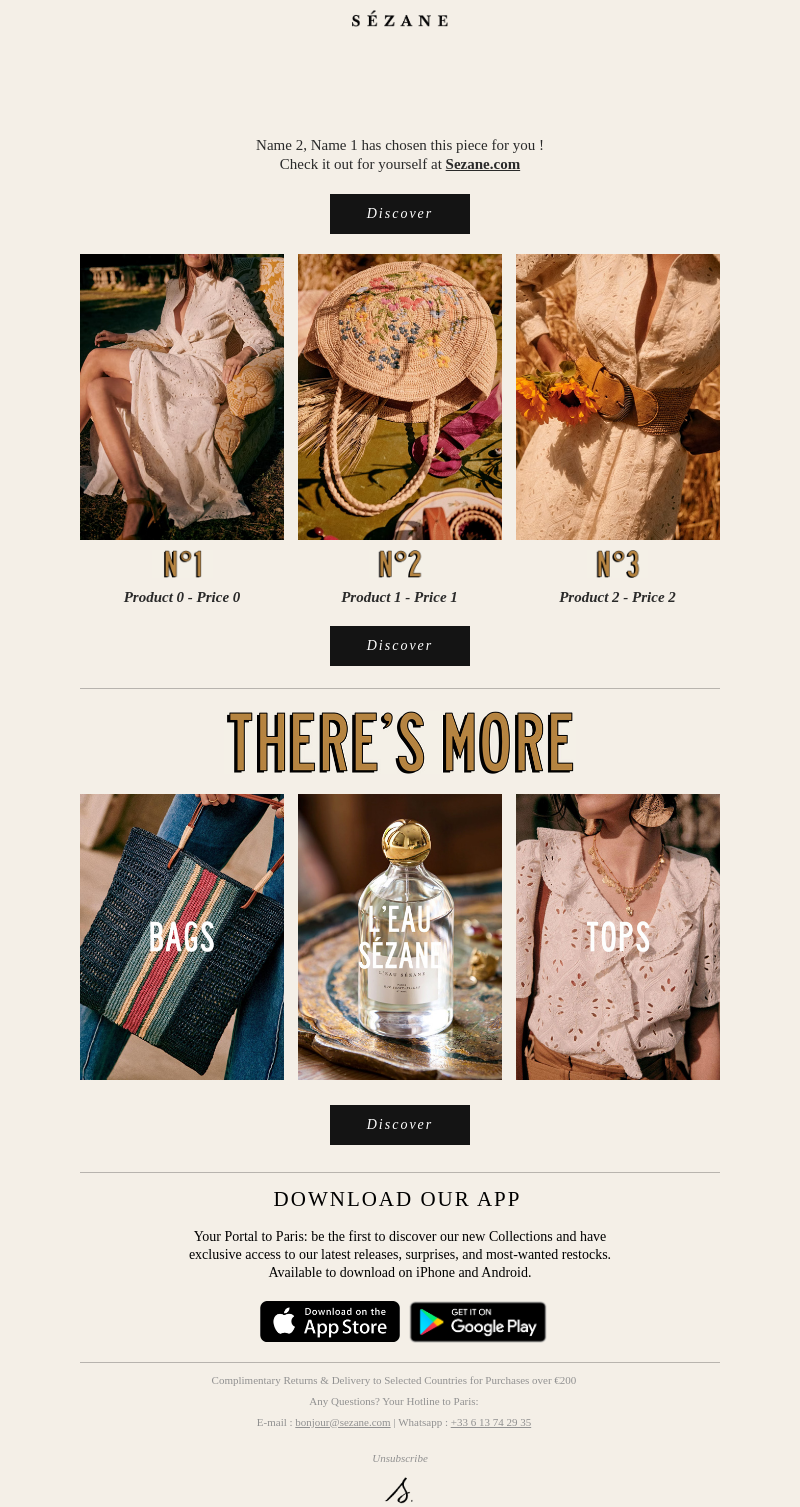 SÉZANE
Name 2, Name 1 has chosen this piece for you !
Check it out for yourself at Sezane.com
Discover
N°1
N°2
N°3
Product 0 - Price 0
Product 1 - Price 1
Product 2 - Price 2
Discover
THERE'S MORE
BAGS
L'EAU
SÉZANE
L'EAU SÉZANE
TOPS
Discover
DOWNLOAD OUR APP
Your Portal to Paris: be the first to discover our new Collections and have
exclusive access to our latest releases, surprises, and most-wanted restocks.
Available to download on iPhone and Android.
Download on the
App Store
GET IT ON
Google Play
Complimentary Returns & Delivery to Selected Countries for Purchases over €200
Any Questions? Your Hotline to Paris:
E-mail : bonjour@sezane.com | Whatsapp : +33 6 13 74 29 35
Unsubscribe
S.